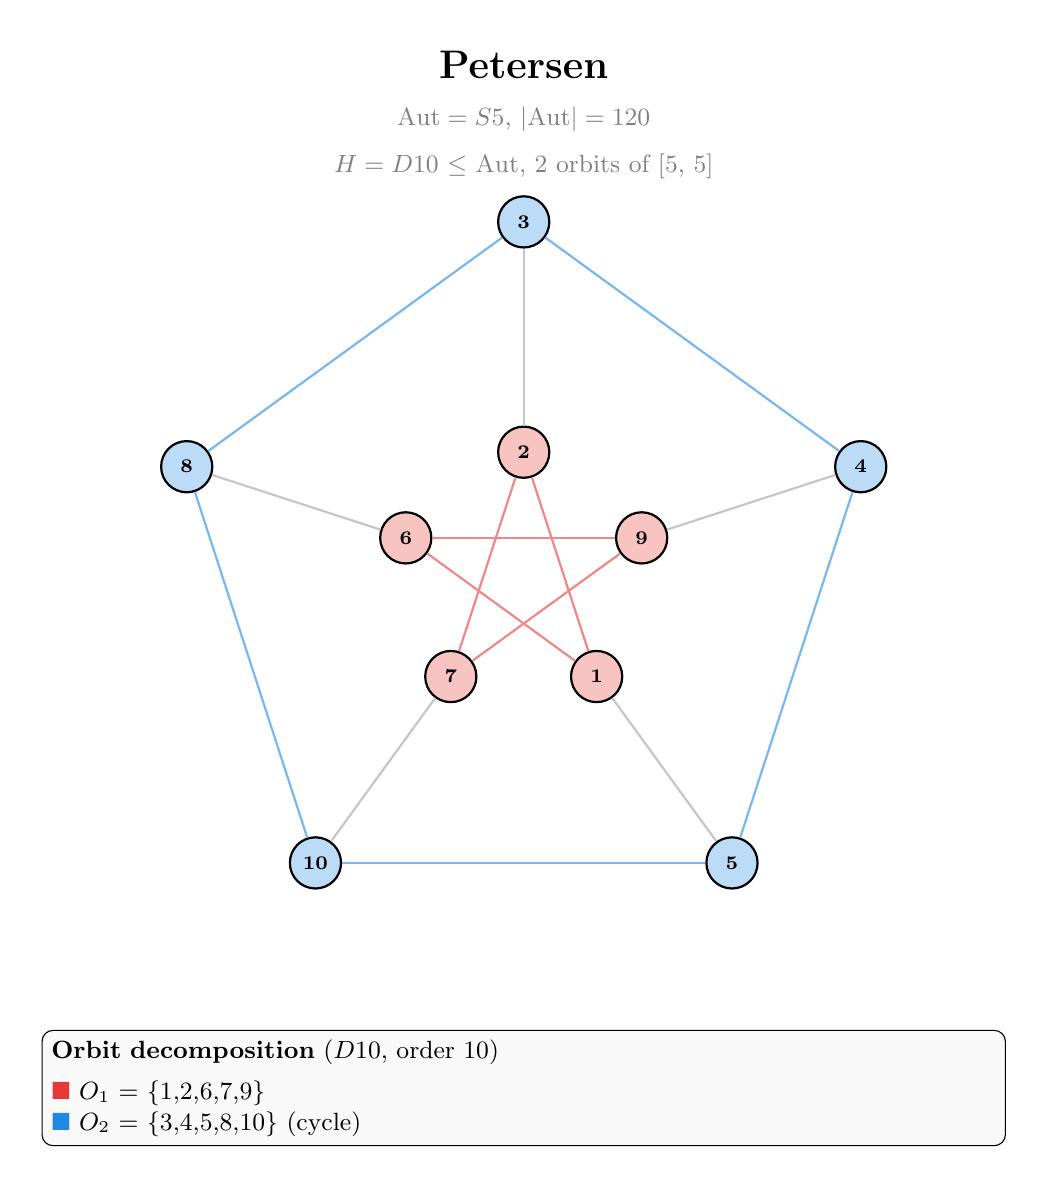 Petersen
Aut = S5, |Aut| = 120
H = D10 ≤ Aut, 2 orbits of [5, 5]
3
8
4
2
6
9
7
1
10
5
Orbit decomposition (D10, order 10)
O₁ = {1,2,6,7,9}
O₂ = {3,4,5,8,10} (cycle)